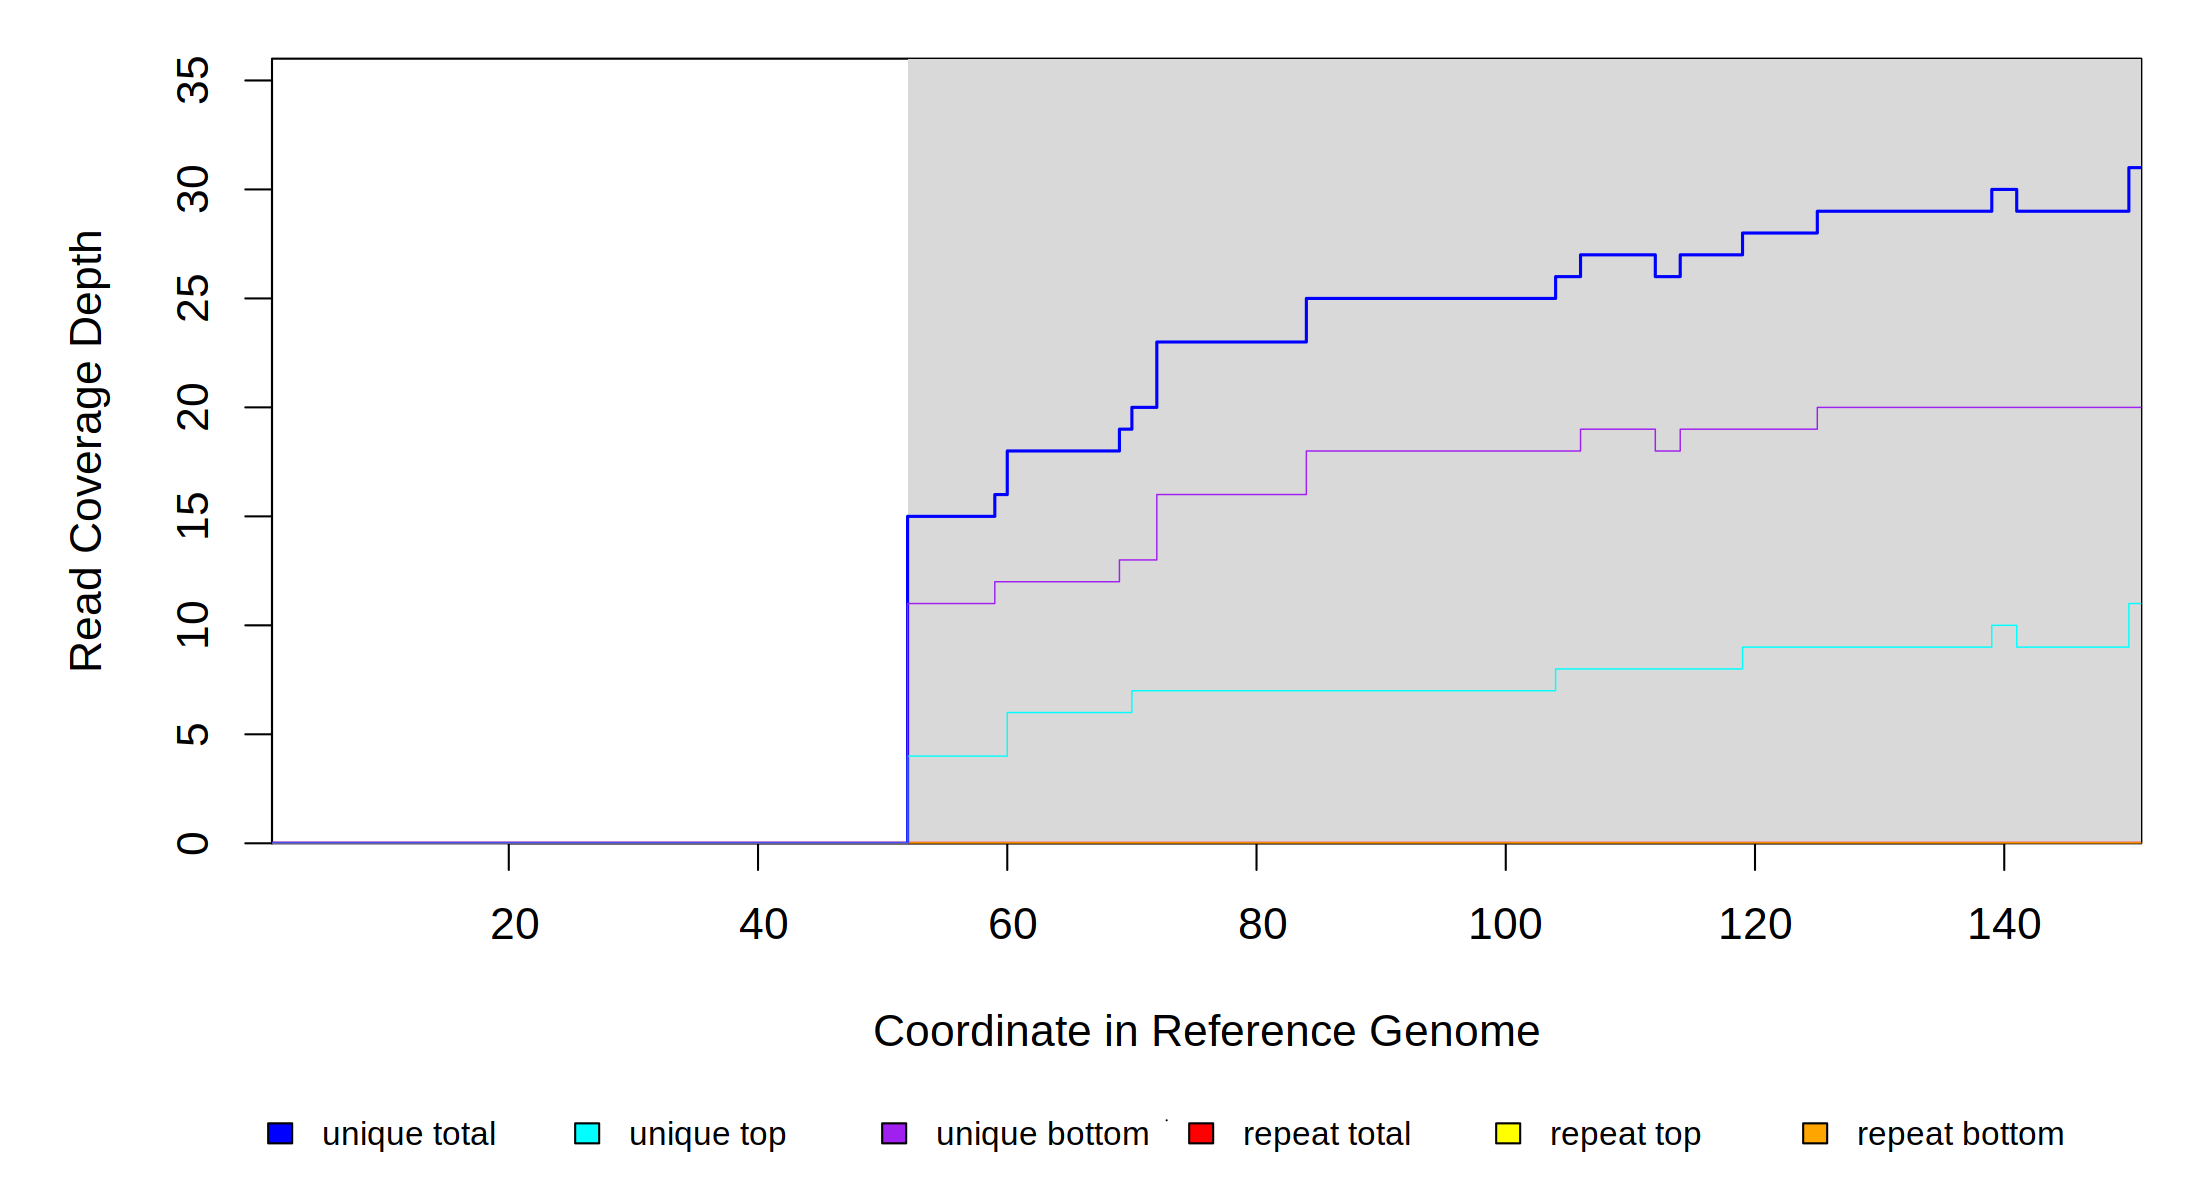 35
30
25
20
15
10
5
0
Read Coverage Depth
20 40 60 80 100 120 140
Coordinate in Reference Genome
unique total unique top unique bottom repeat total repeat top repeat bottom